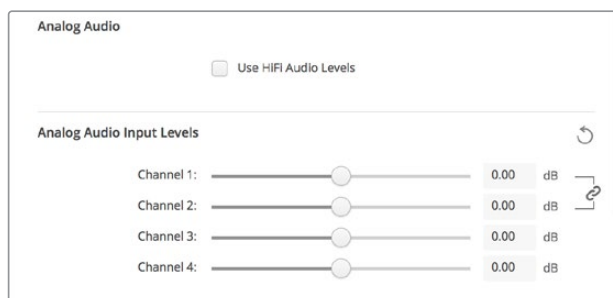 Analog Audio
Use HiFi Audio Levels
Analog Audio Input Levels
Channel 1: 0.00 dB
Channel 2: 0.00 dB
Channel 3: 0.00 dB
Channel 4: 0.00 dB